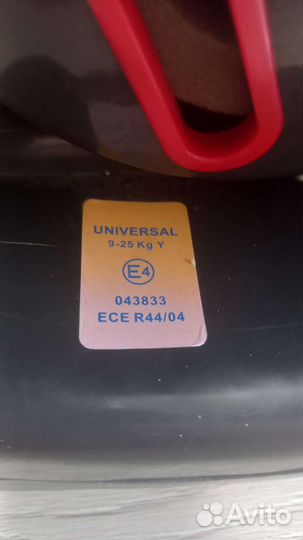 UNIVERSAL
9-25 Kg Y
E4
043833
ECE R44/04
Avito